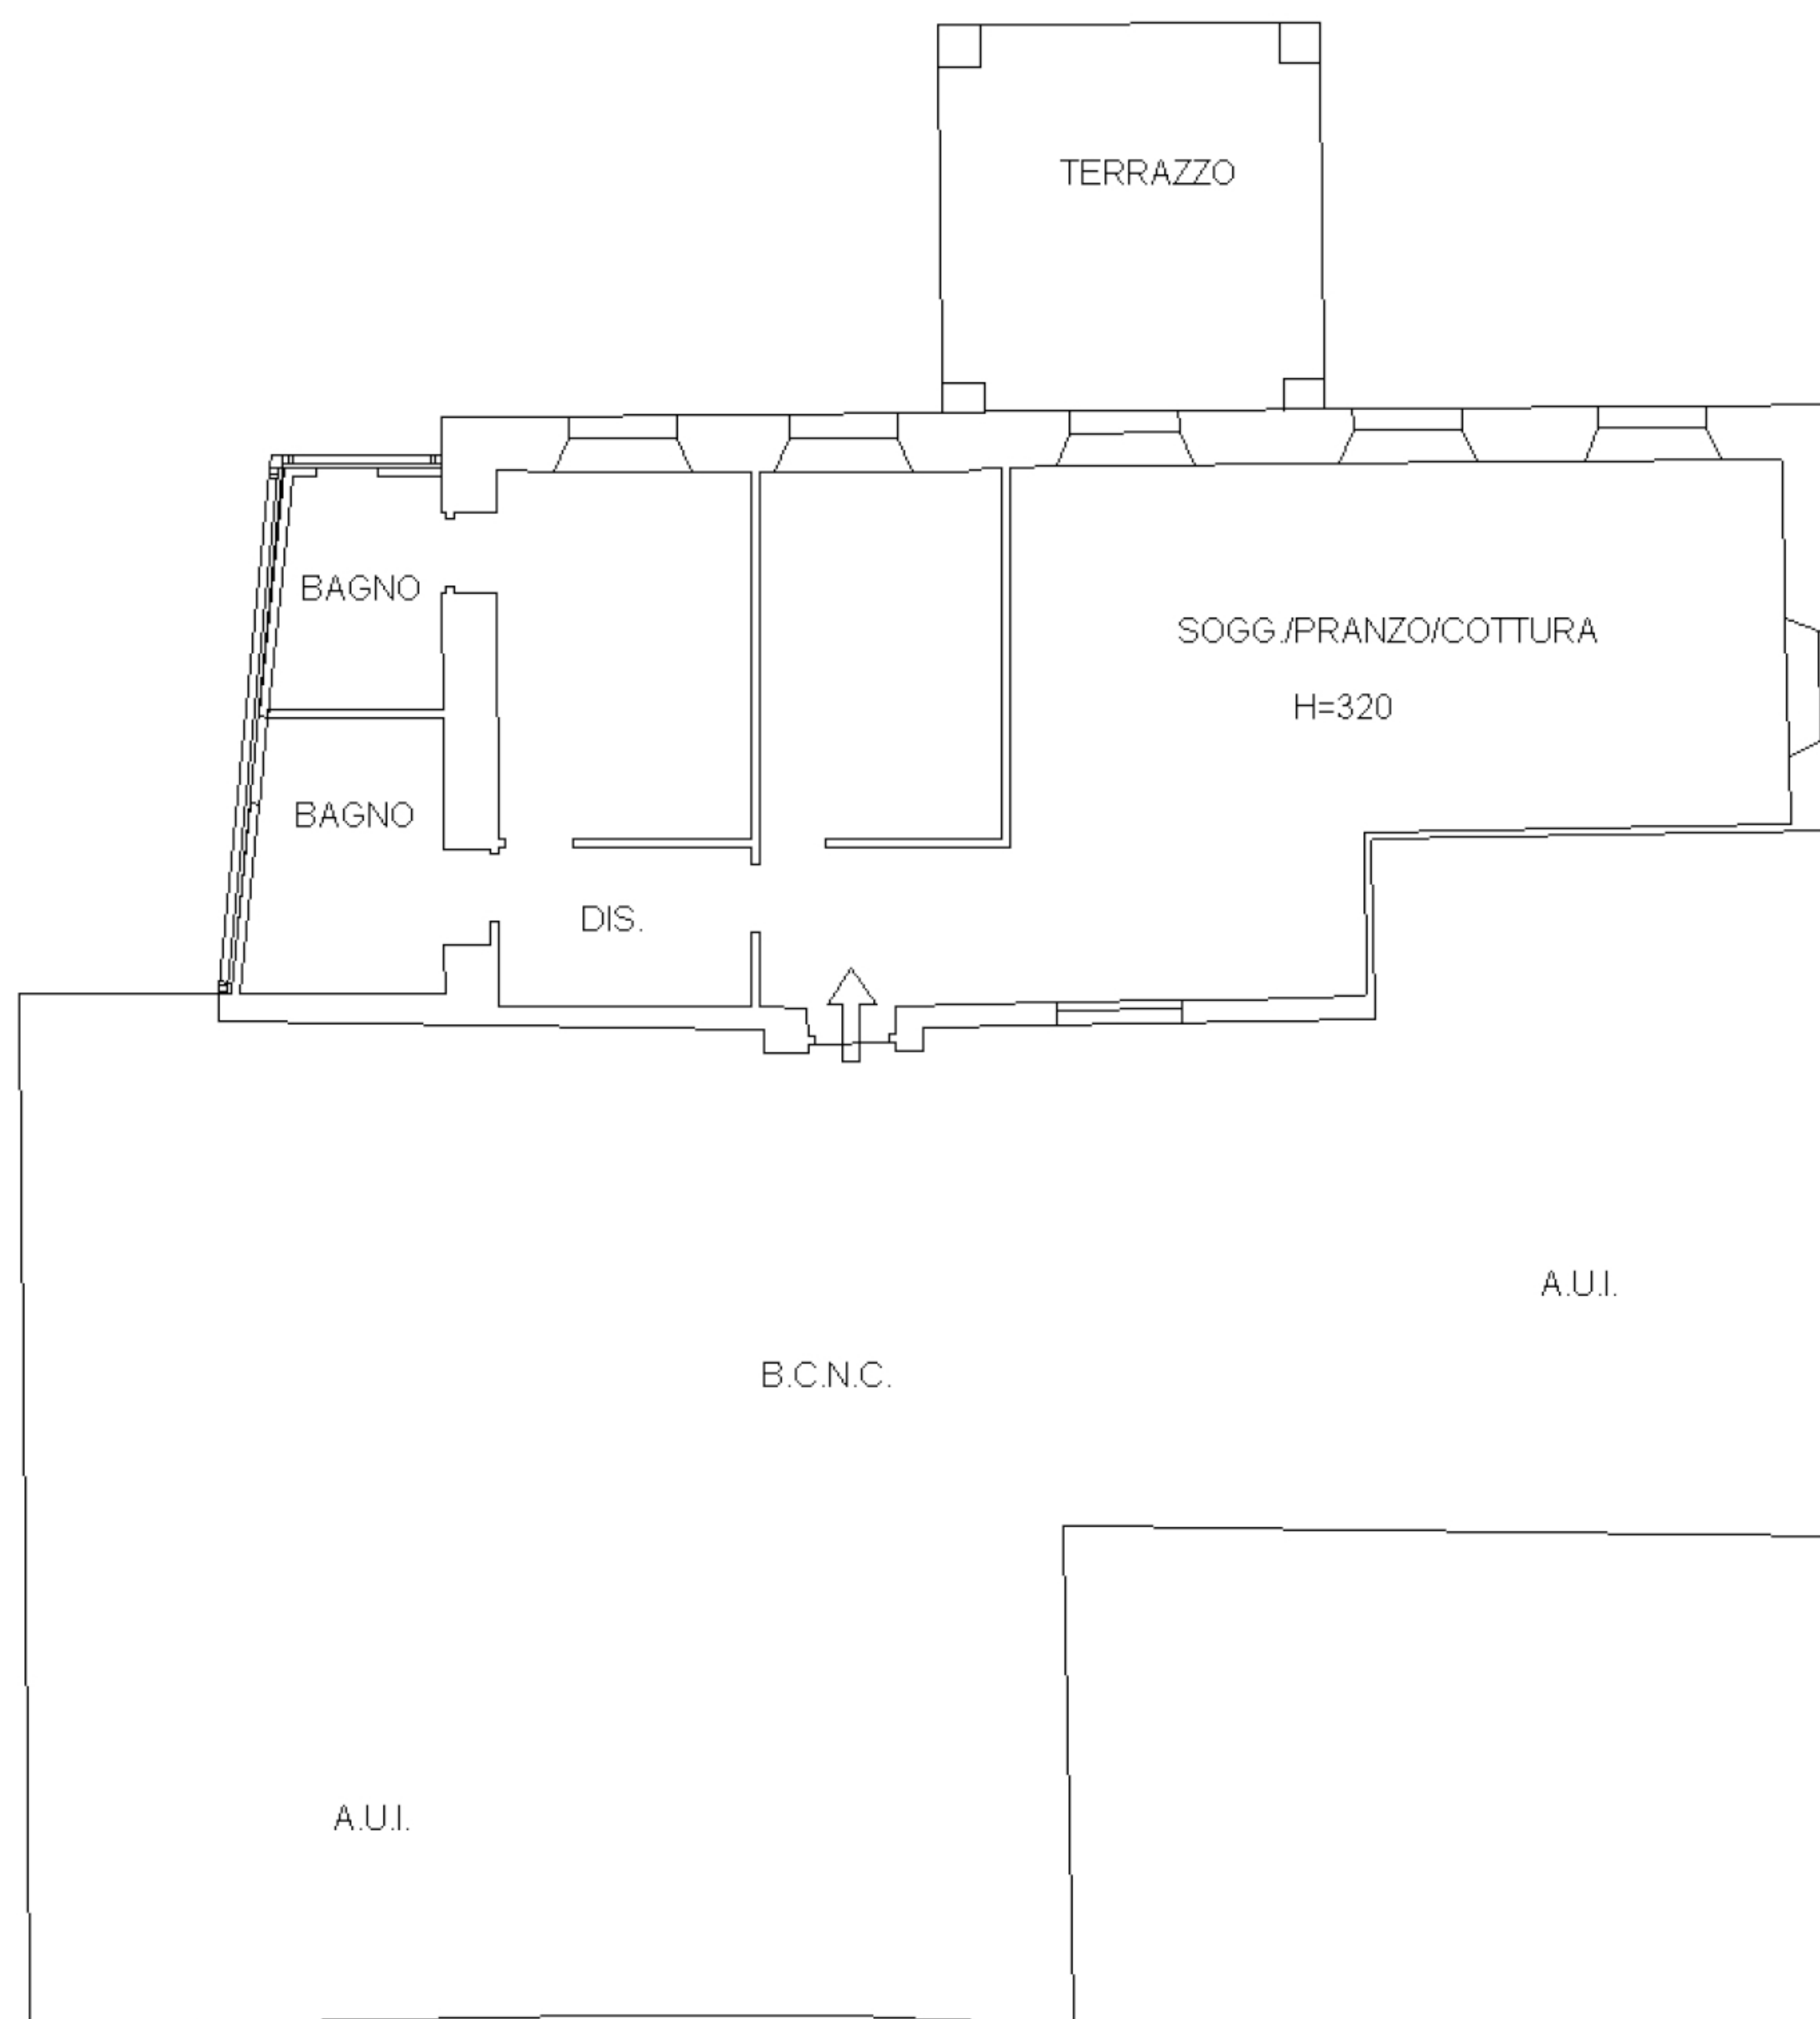 TERRAZZO
BAGNO
SOGG./PRANZO/COTTURA
H=320
BAGNO
DIS.
A.U.I.
B.C.N.C.
A.U.I.